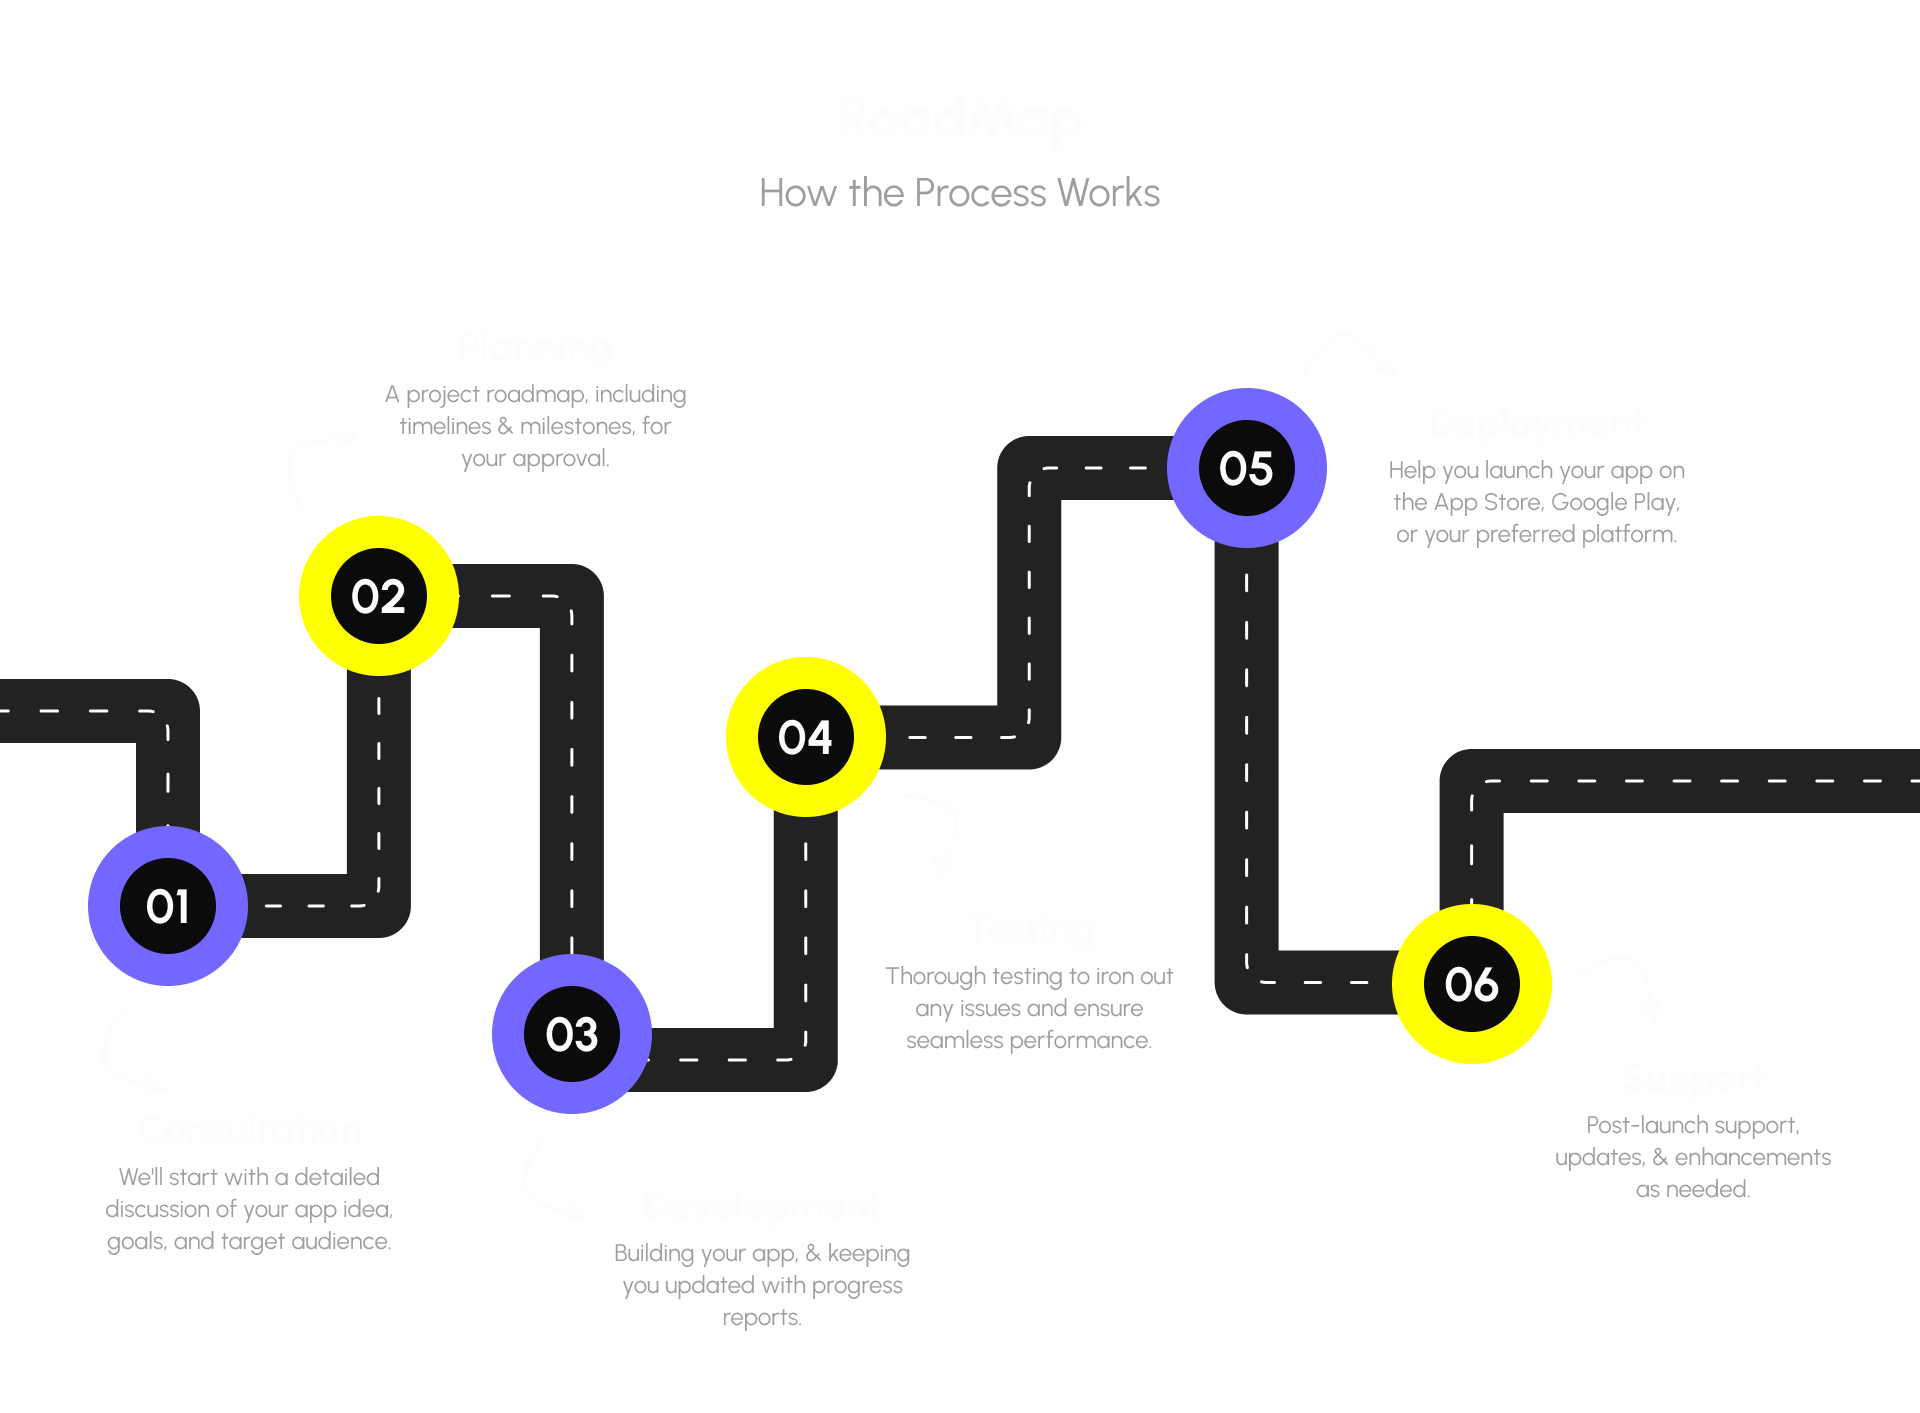 RoadMap
How the Process Works
01
Consultation
We'll start with a detailed
discussion of your app idea,
goals, and target audience.
02
Planning
A project roadmap, including
timelines & milestones, for
your approval.
03
Development
Building your app, & keeping
you updated with progress
reports.
04
Testing
Thorough testing to iron out
any issues and ensure
seamless performance.
05
Deployment
Help you launch your app on
the App Store, Google Play,
or your preferred platform.
06
Support
Post-launch support,
updates, & enhancements
as needed.